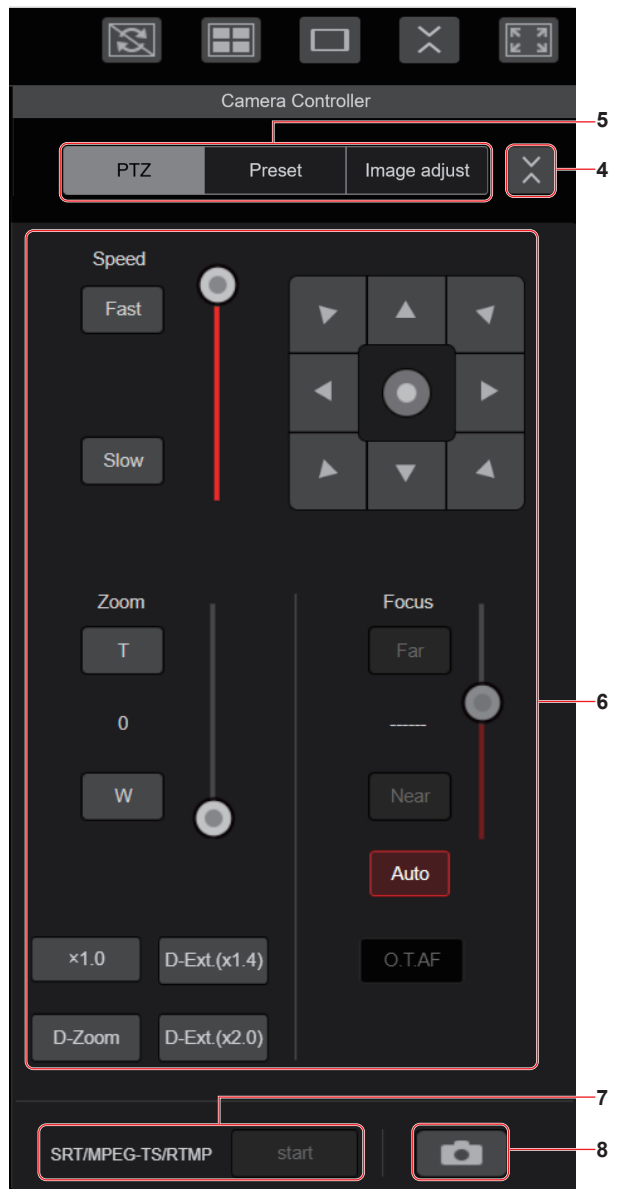 Camera Controller
5
PTZ Preset Image adjust
4
Speed
Fast
Slow
Zoom Focus
T Far
6
0 ------
W Near
Auto
×1.0 D-Ext.(x1.4) O.T.AF
D-Zoom D-Ext.(x2.0)
7
SRT/MPEG-TS/RTMP start
8